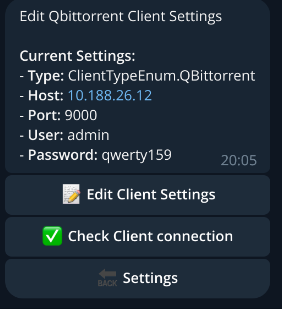 Edit Qbittorrent Client Settings
Current Settings:
- Type: ClientTypeEnum.QBittorrent
- Host: 10.188.26.12
- Port: 9000
- User: admin
- Password: qwerty159
20:05
📝 Edit Client Settings
✅ Check Client connection
🔙 Settings